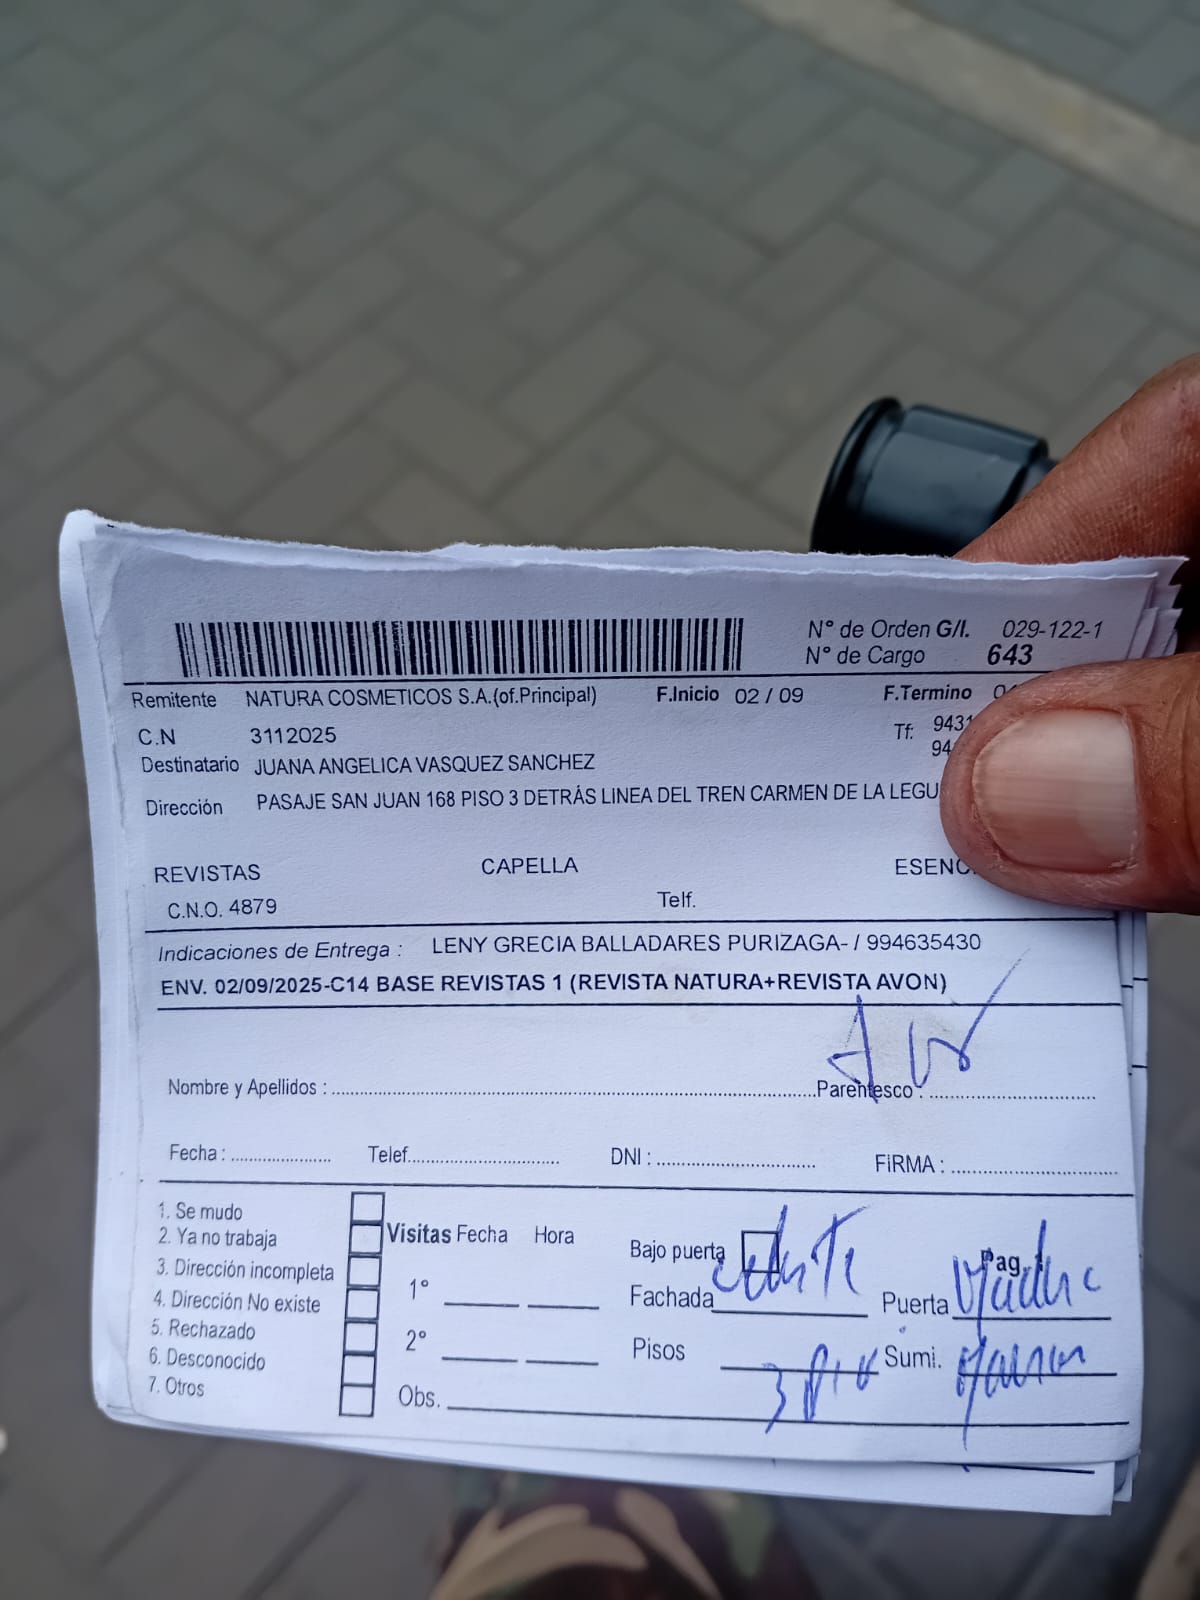 N° de Orden G/I. 029-122-1
N° de Cargo 643
Remitente NATURA COSMETICOS S.A.(of.Principal) F.Inicio 02 / 09 F.Termino
C.N 3112025 Tf: 9431
94
Destinatario JUANA ANGELICA VASQUEZ SANCHEZ
Dirección PASAJE SAN JUAN 168 PISO 3 DETRÁS LINEA DEL TREN CARMEN DE LA LEGU
REVISTAS CAPELLA ESENC
C.N.O. 4879 Telf.
Indicaciones de Entrega : LENY GRECIA BALLADARES PURIZAGA- / 994635430
ENV. 02/09/2025-C14 BASE REVISTAS 1 (REVISTA NATURA+REVISTA AVON)
Nombre y Apellidos : Parentesco :
Fecha : Telef. DNI : FiRMA :
1. Se mudo
2. Ya no trabaja
3. Dirección incompleta
4. Dirección No existe
5. Rechazado
6. Desconocido
7. Otros
Visitas Fecha Hora
1°
2°
Obs.
Bajo puerta Pag.
Fachada Puerta
Pisos 3 Sumi.